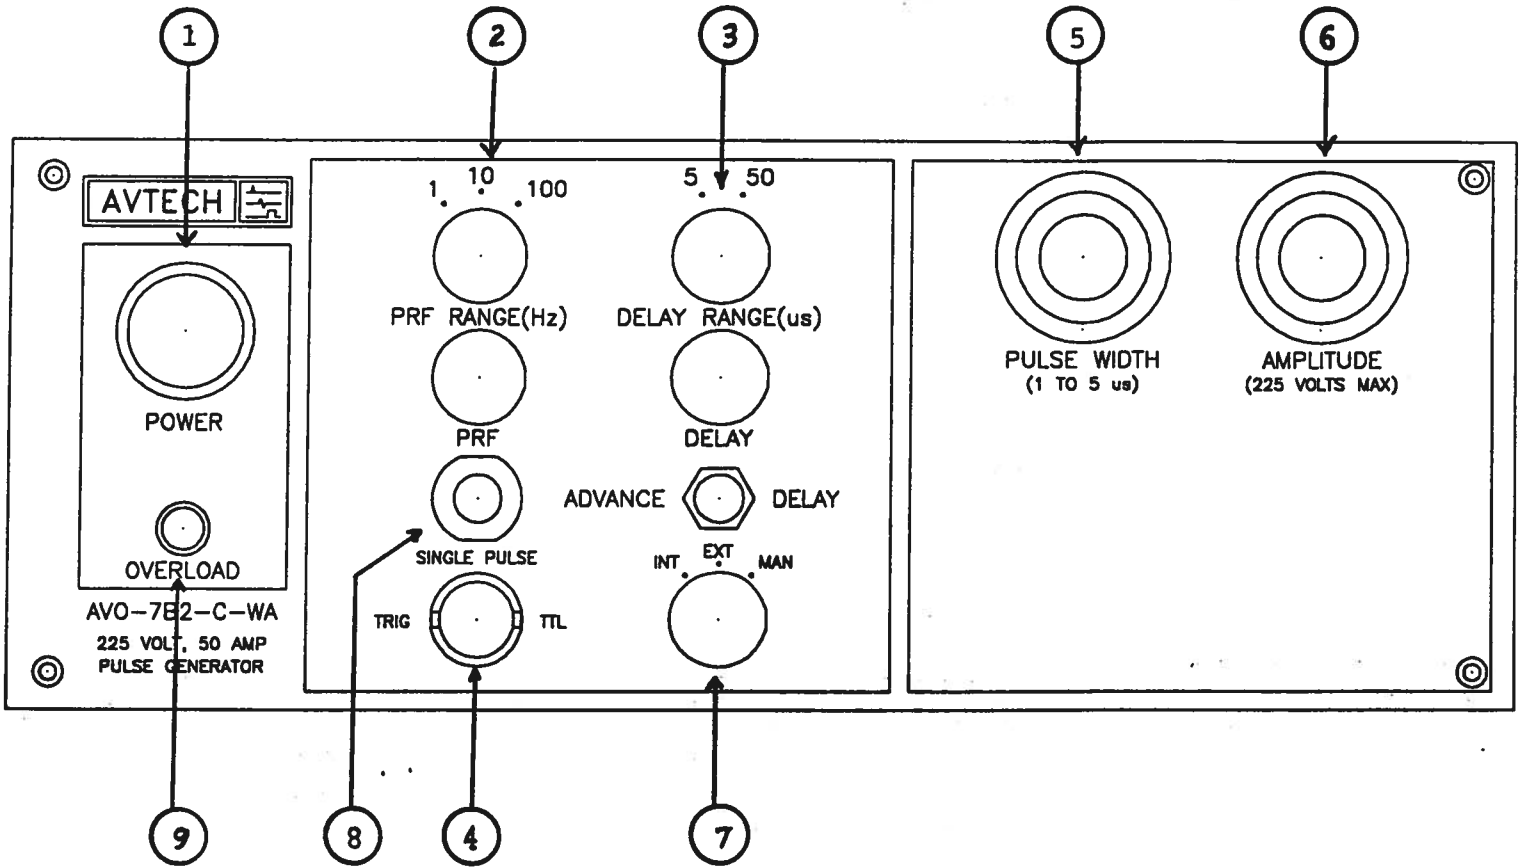 1 2 3 5 6
AVTECH
POWER
OVERLOAD
AVO-7B2-C-WA
225 VOLT, 50 AMP
PULSE GENERATOR
1 10 100
PRF RANGE(Hz)
PRF
SINGLE PULSE
TRIG TTL
5 50
DELAY RANGE(us)
DELAY
ADVANCE DELAY
INT EXT MAN
PULSE WIDTH
(1 TO 5 us)
AMPLITUDE
(225 VOLTS MAX)
9 8 4 7